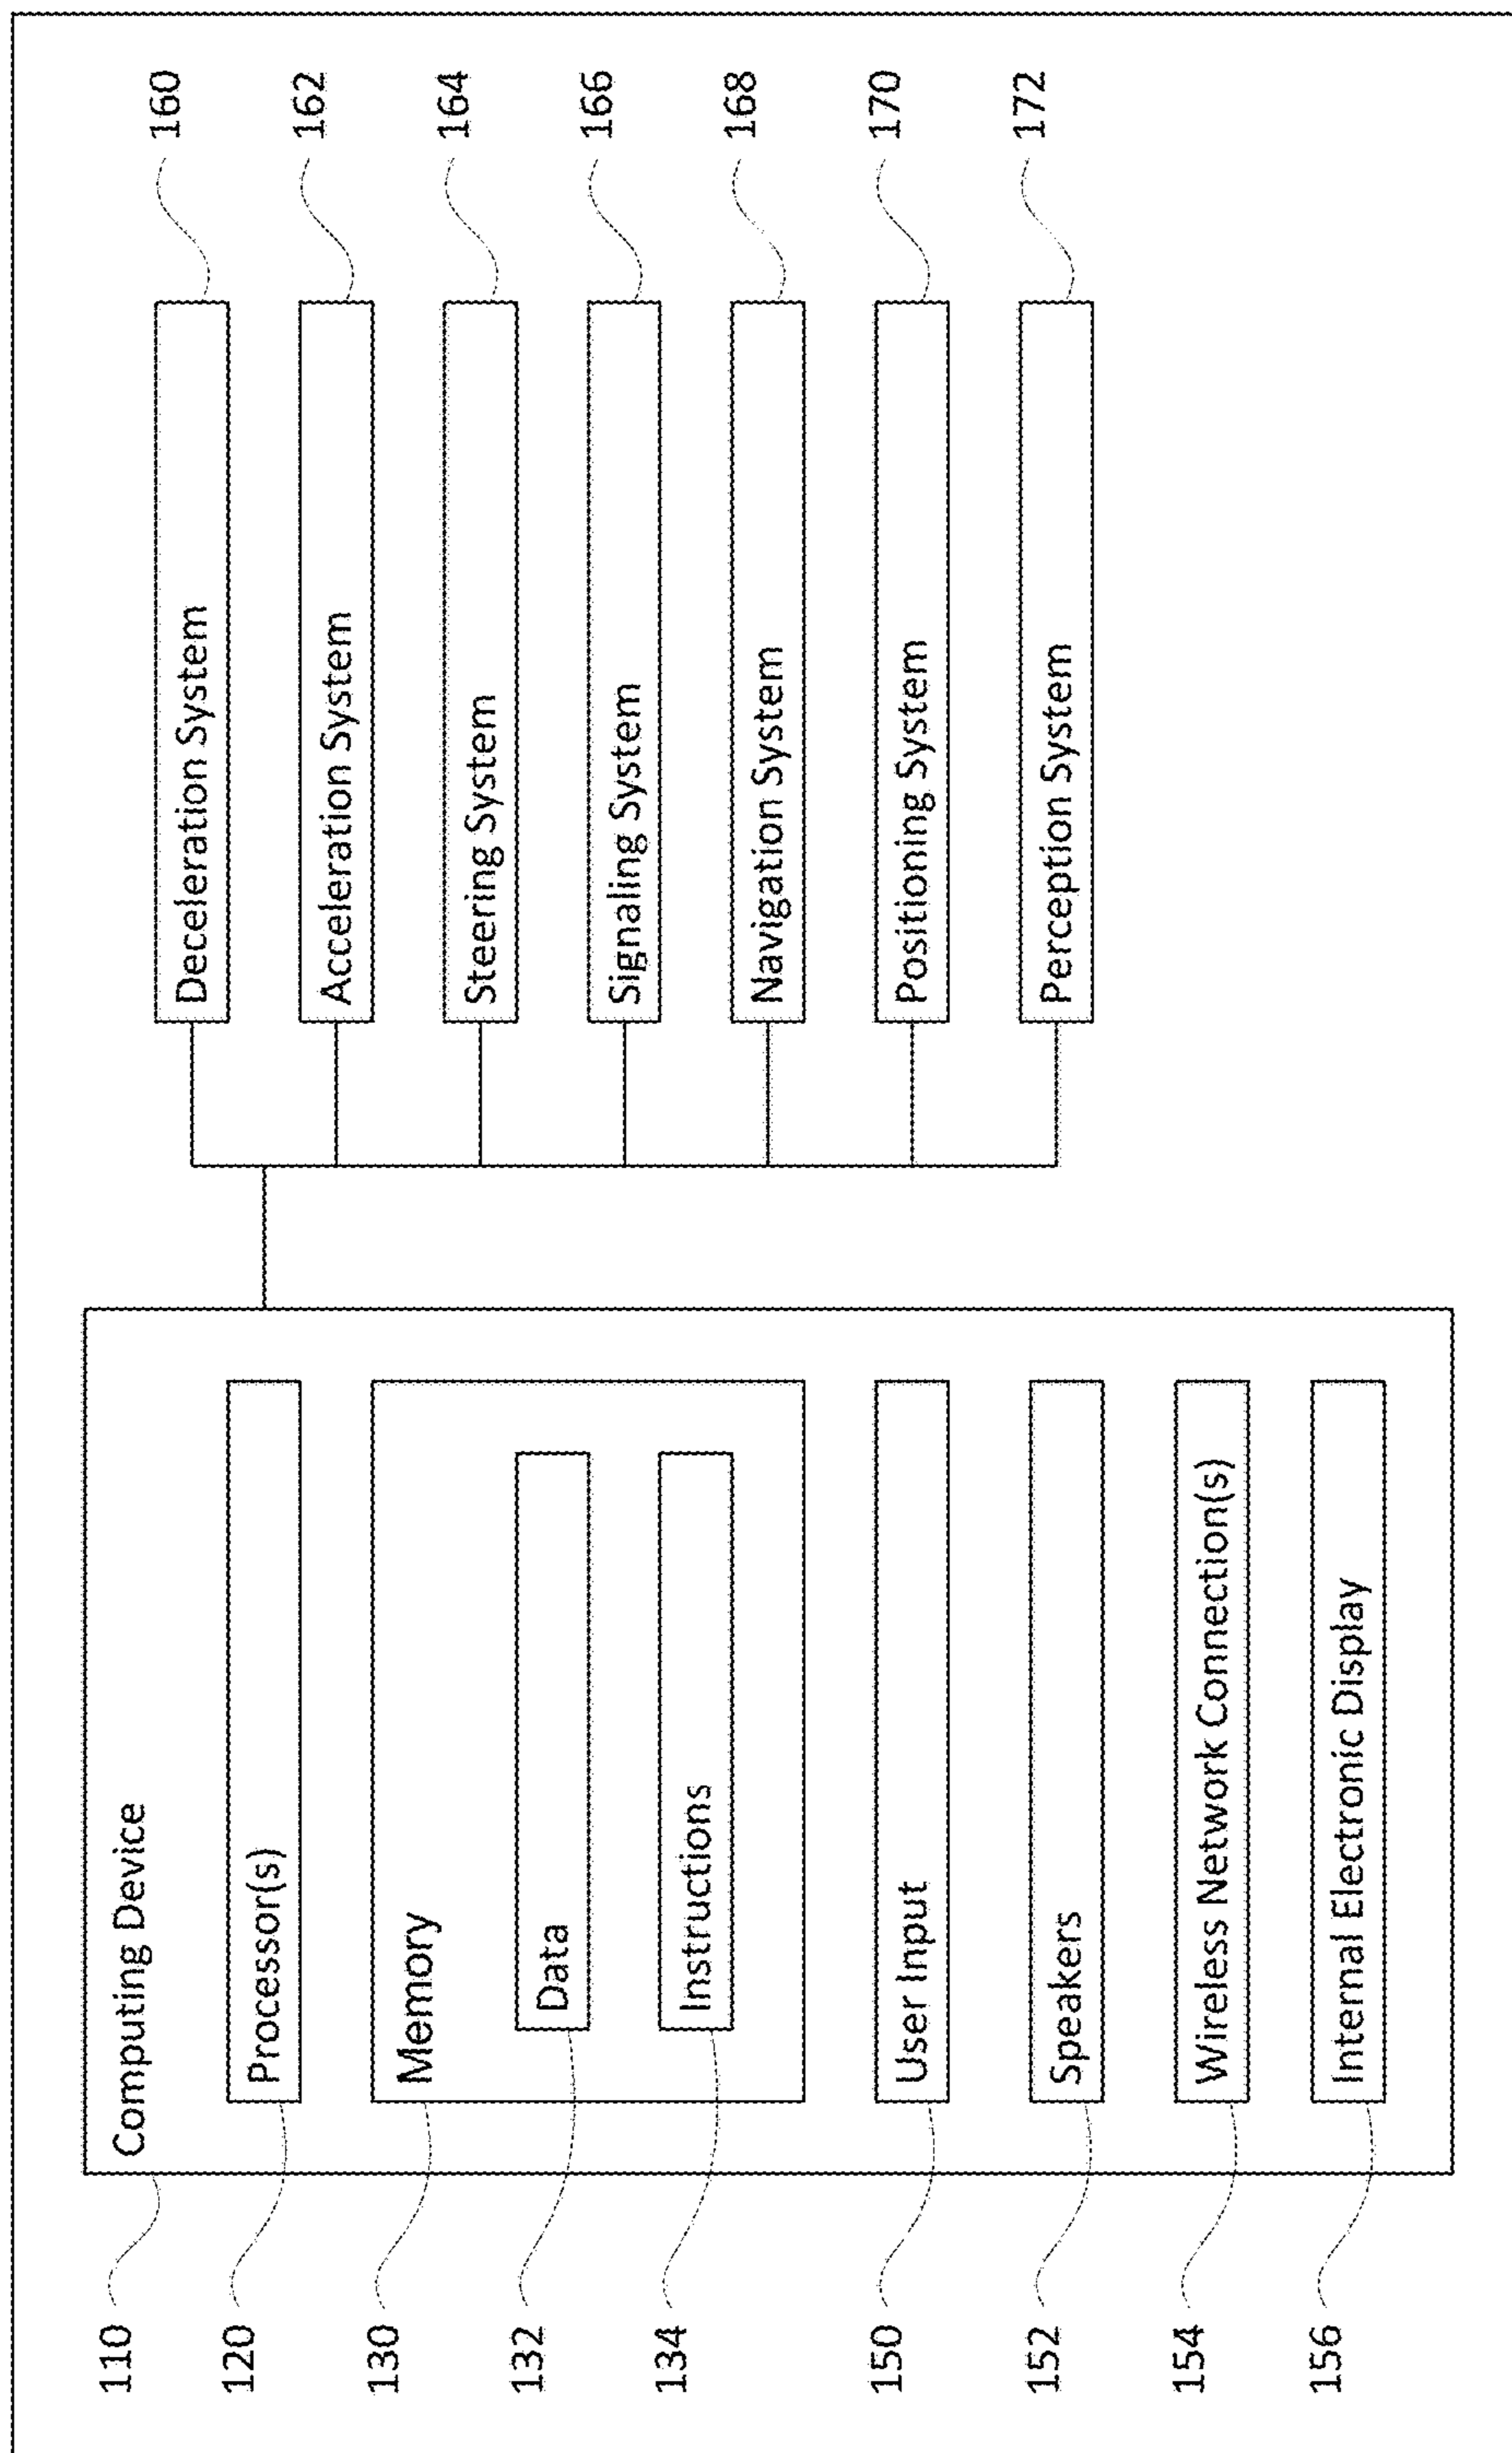 110
Computing Device
120
Processor(s)
130
Memory
132
Data
134
Instructions
150
User Input
152
Speakers
154
Wireless Network Connection(s)
156
Internal Electronic Display
Deceleration System
160
Acceleration System
162
Steering System
164
Signaling System
166
Navigation System
168
Positioning System
170
Perception System
172